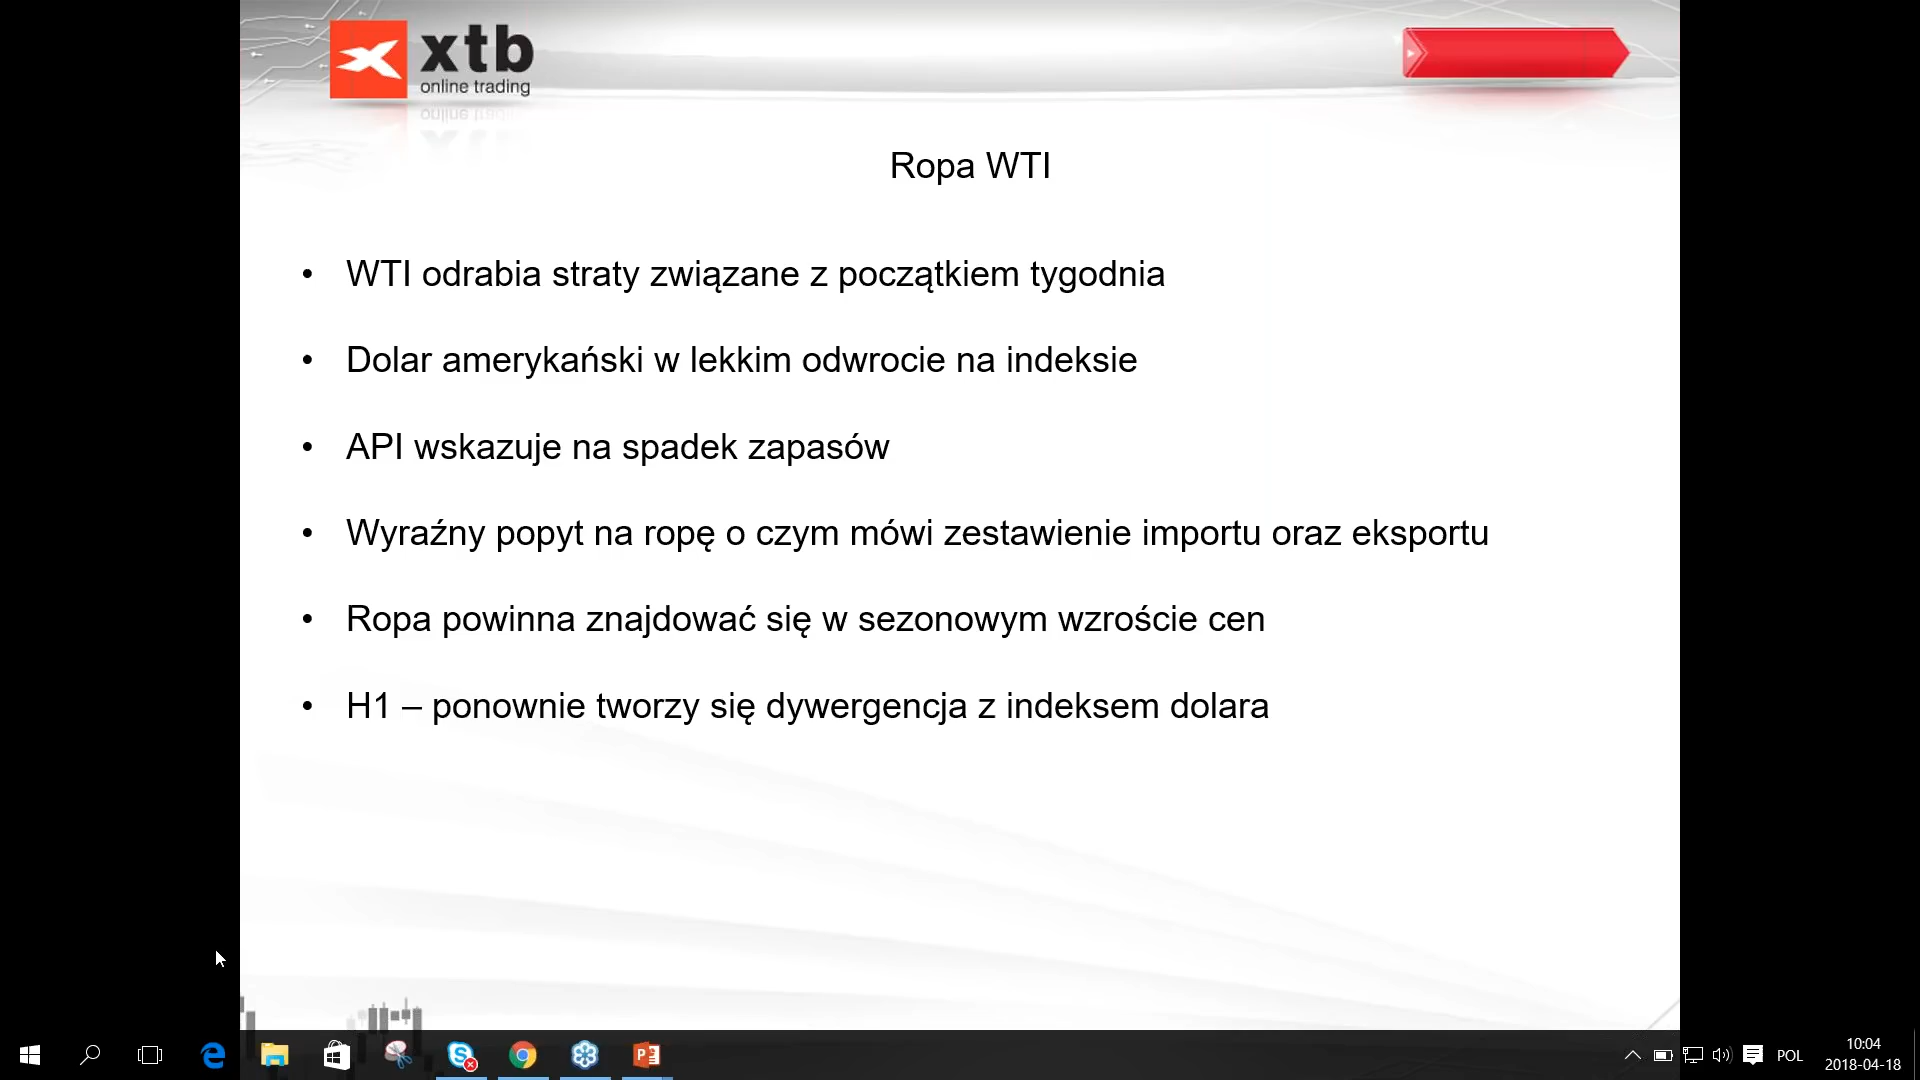 xtb
online trading
Ropa WTI
• WTI odrabia straty związane z początkiem tygodnia
• Dolar amerykański w lekkim odwrocie na indeksie
• API wskazuje na spadek zapasów
• Wyraźny popyt na ropę o czym mówi zestawienie importu oraz eksportu
• Ropa powinna znajdować się w sezonowym wzroście cen
• H1 – ponownie tworzy się dywergencja z indeksem dolara
POL
10:04
2018-04-18